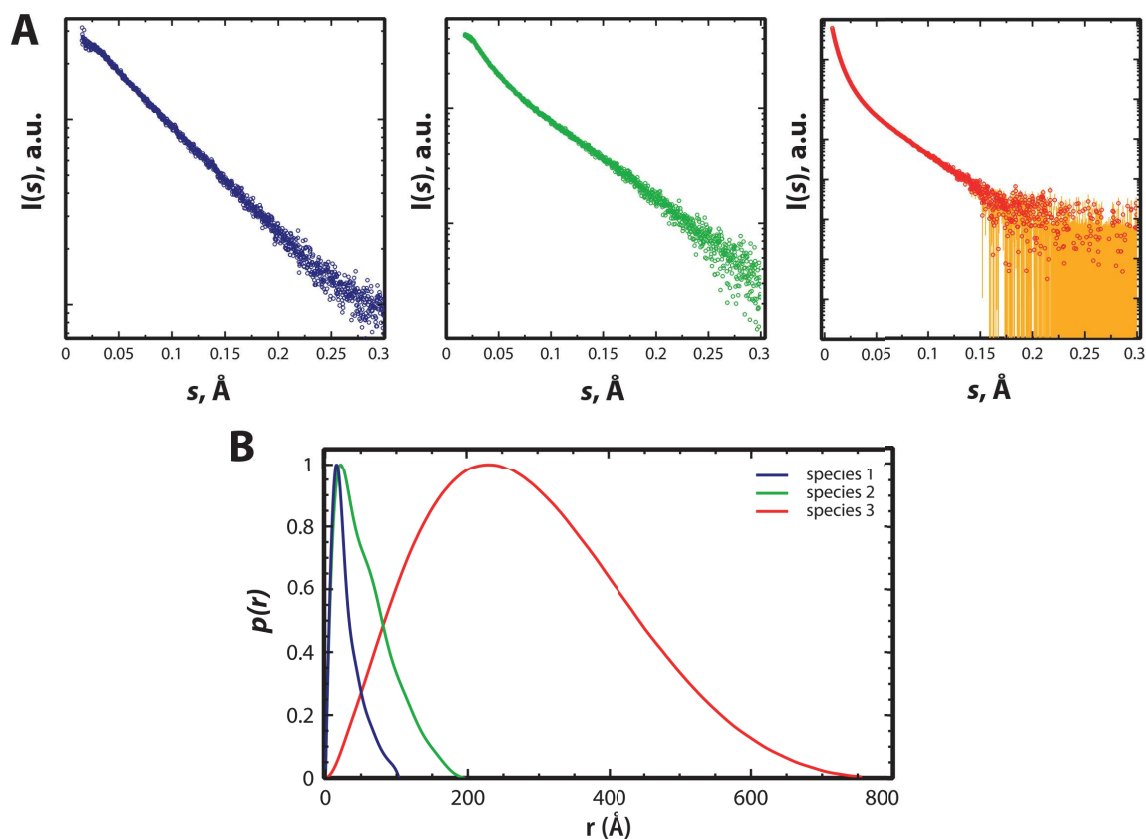 A
I(s), a.u.
0 0.05 0.1 0.15 0.2 0.25 0.3
s, Å
I(s), a.u.
0 0.05 0.1 0.15 0.2 0.25 0.3
s, Å
I(s), a.u.
0 0.05 0.1 0.15 0.2 0.25 0.3
s, Å
B
p(r)
1
0.8
0.6
0.4
0.2
0
species 1
species 2
species 3
0 200 400 600 800
r (Å)